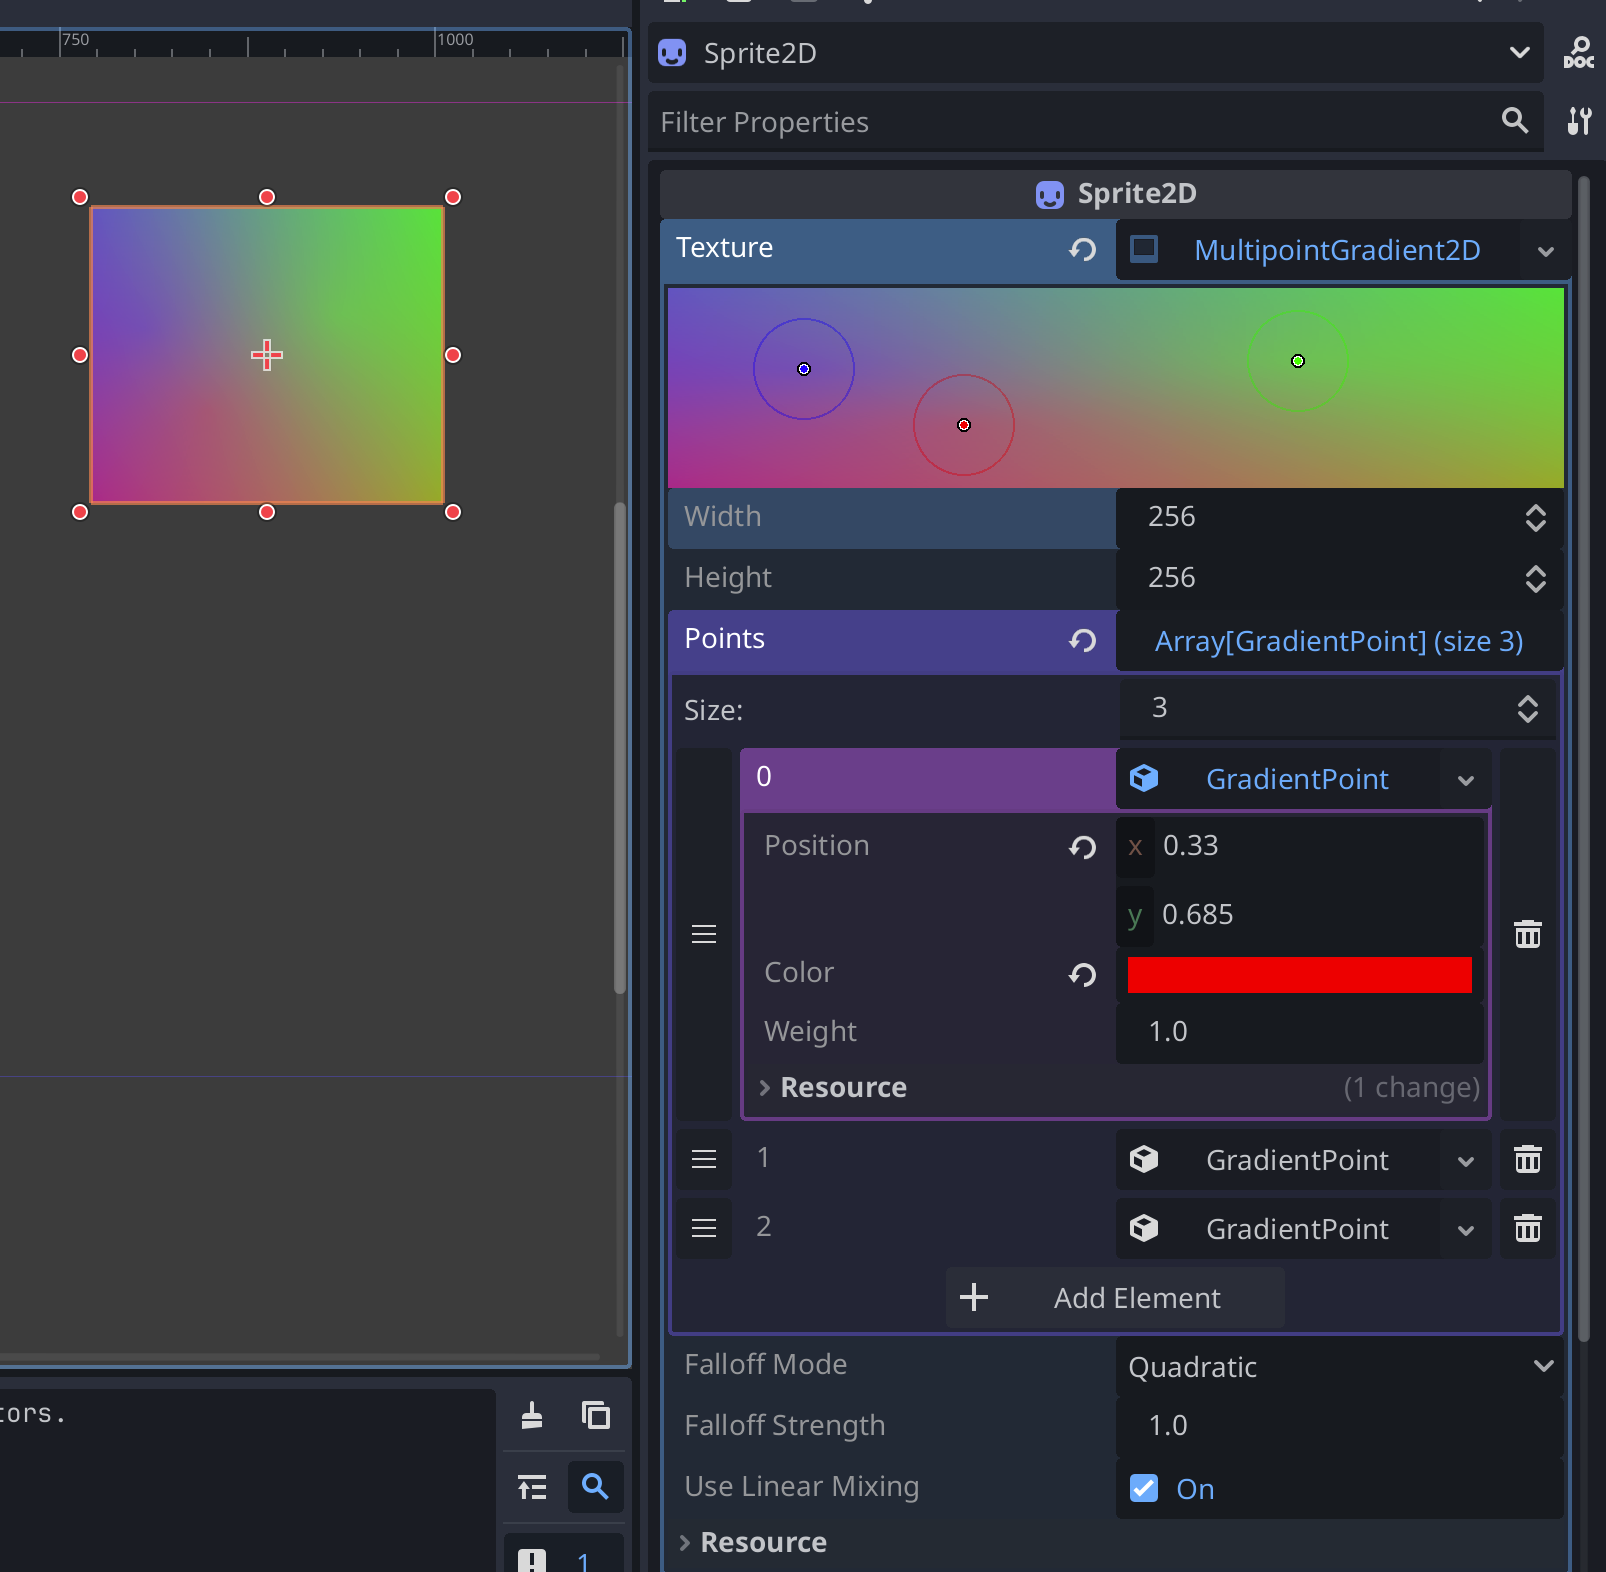 750 1000
Sprite2D
DOC
Filter Properties
Sprite2D
Texture MultipointGradient2D
Width 256
Height 256
Points Array[GradientPoint] (size 3)
Size: 3
0 GradientPoint
Position x 0.33
y 0.685
Color
Weight 1.0
Resource (1 change)
1 GradientPoint
2 GradientPoint
Add Element
Falloff Mode Quadratic
Falloff Strength 1.0
Use Linear Mixing On
Resource
tors.
1